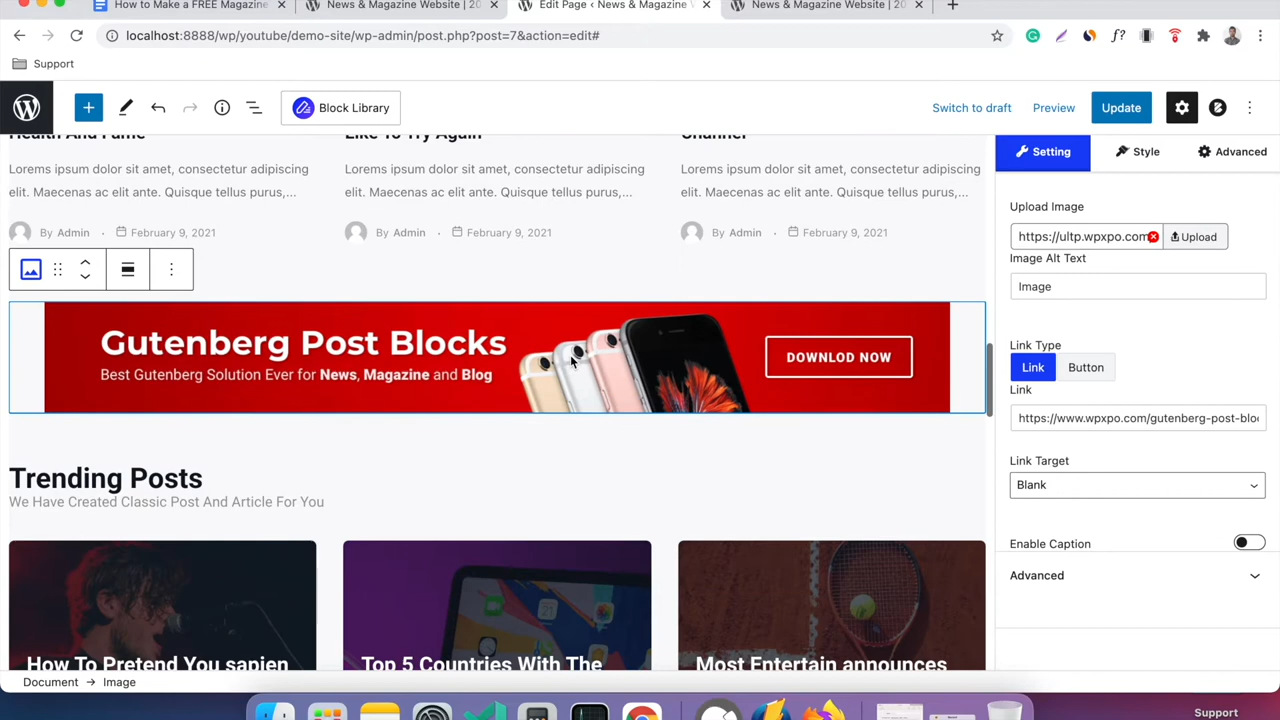 How to Make a FREE Magazine
News & Magazine Website | 20
Edit Page ‹ News & Magazine W
News & Magazine Website | 20
localhost:8888/wp/youtube/demo-site/wp-admin/post.php?post=7&action=edit#
Support
Block Library
Switch to draft
Preview
Update
Health And Fame
Like To Try Again
Channel
Lorems ipsum dolor sit amet, consectetur adipiscing
elit. Maecenas ac elit ante. Quisque tellus purus,...
Lorems ipsum dolor sit amet, consectetur adipiscing
elit. Maecenas ac elit ante. Quisque tellus purus,...
Lorems ipsum dolor sit amet, consectetur adipiscing
elit. Maecenas ac elit ante. Quisque tellus purus,...
By Admin · February 9, 2021
By Admin · February 9, 2021
By Admin · February 9, 2021
Gutenberg Post Blocks
Best Gutenberg Solution Ever for News, Magazine and Blog
DOWNLOD NOW
Trending Posts
We Have Created Classic Post And Article For You
How To Pretend You sapien
Top 5 Countries With The
Most Entertain announces
Setting
Style
Advanced
Upload Image
https://ultp.wpxpo.com
Upload
Image Alt Text
Image
Link Type
Link
Button
Link
https://www.wpxpo.com/gutenberg-post-bloc
Link Target
Blank
Enable Caption
Advanced
Document → Image
Support